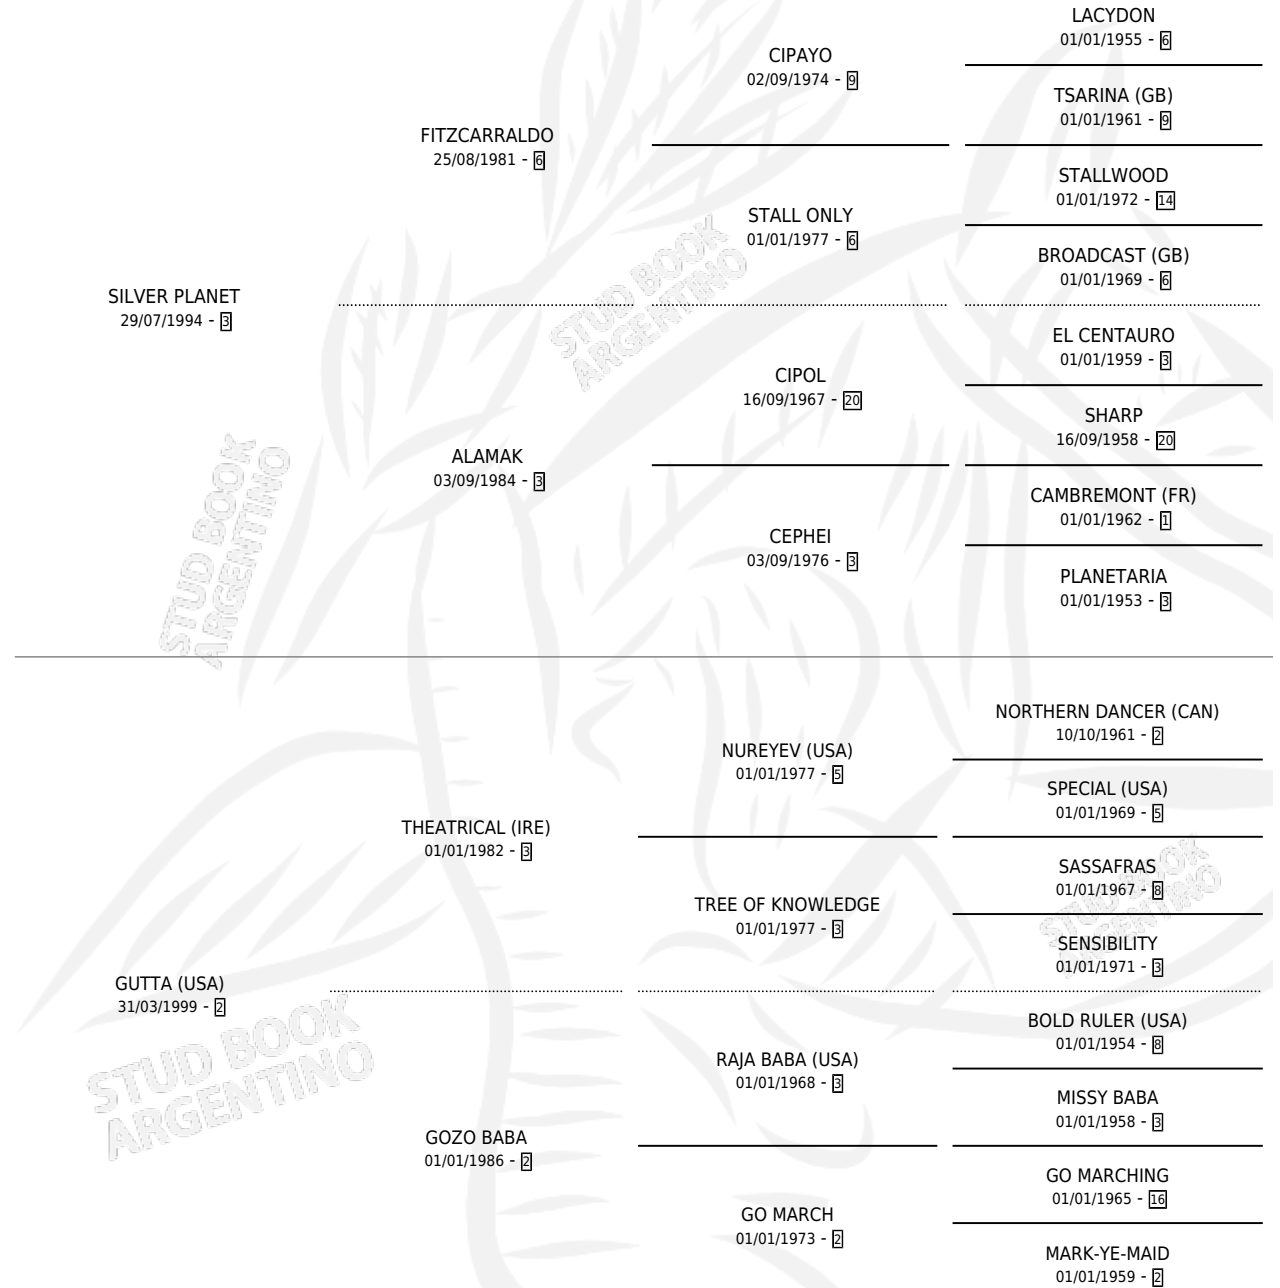 LACYDON
01/01/1955 - 6
CIPAYO
02/09/1974 - 9
TSARINA (GB)
01/01/1961 - 9
FITZCARRALDO
25/08/1981 - 6
STALLWOOD
01/01/1972 - 14
STALL ONLY
01/01/1977 - 6
BROADCAST (GB)
01/01/1969 - 6
SILVER PLANET
29/07/1994 - 3
EL CENTAURO
01/01/1959 - 3
CIPOL
16/09/1967 - 20
SHARP
16/09/1958 - 20
ALAMAK
03/09/1984 - 3
CAMBREMONT (FR)
01/01/1962 - 1
CEPHEI
03/09/1976 - 3
PLANETARIA
01/01/1953 - 3
NORTHERN DANCER (CAN)
10/10/1961 - 2
NUREYEV (USA)
01/01/1977 - 5
SPECIAL (USA)
01/01/1969 - 5
THEATRICAL (IRE)
01/01/1982 - 3
SASSAFRAS
01/01/1967 - 8
TREE OF KNOWLEDGE
01/01/1977 - 3
SENSIBILITY
01/01/1971 - 3
GUTTA (USA)
31/03/1999 - 2
BOLD RULER (USA)
01/01/1954 - 8
RAJA BABA (USA)
01/01/1968 - 3
MISSY BABA
01/01/1958 - 3
GOZO BABA
01/01/1986 - 2
GO MARCHING
01/01/1965 - 16
GO MARCH
01/01/1973 - 2
MARK-YE-MAID
01/01/1959 - 2
STUD BOOK
ARGENTINO
STUD BOOK
ARGENTINO
STUD BOOK
ARGENTINO
STUD BOOK
ARGENTINO